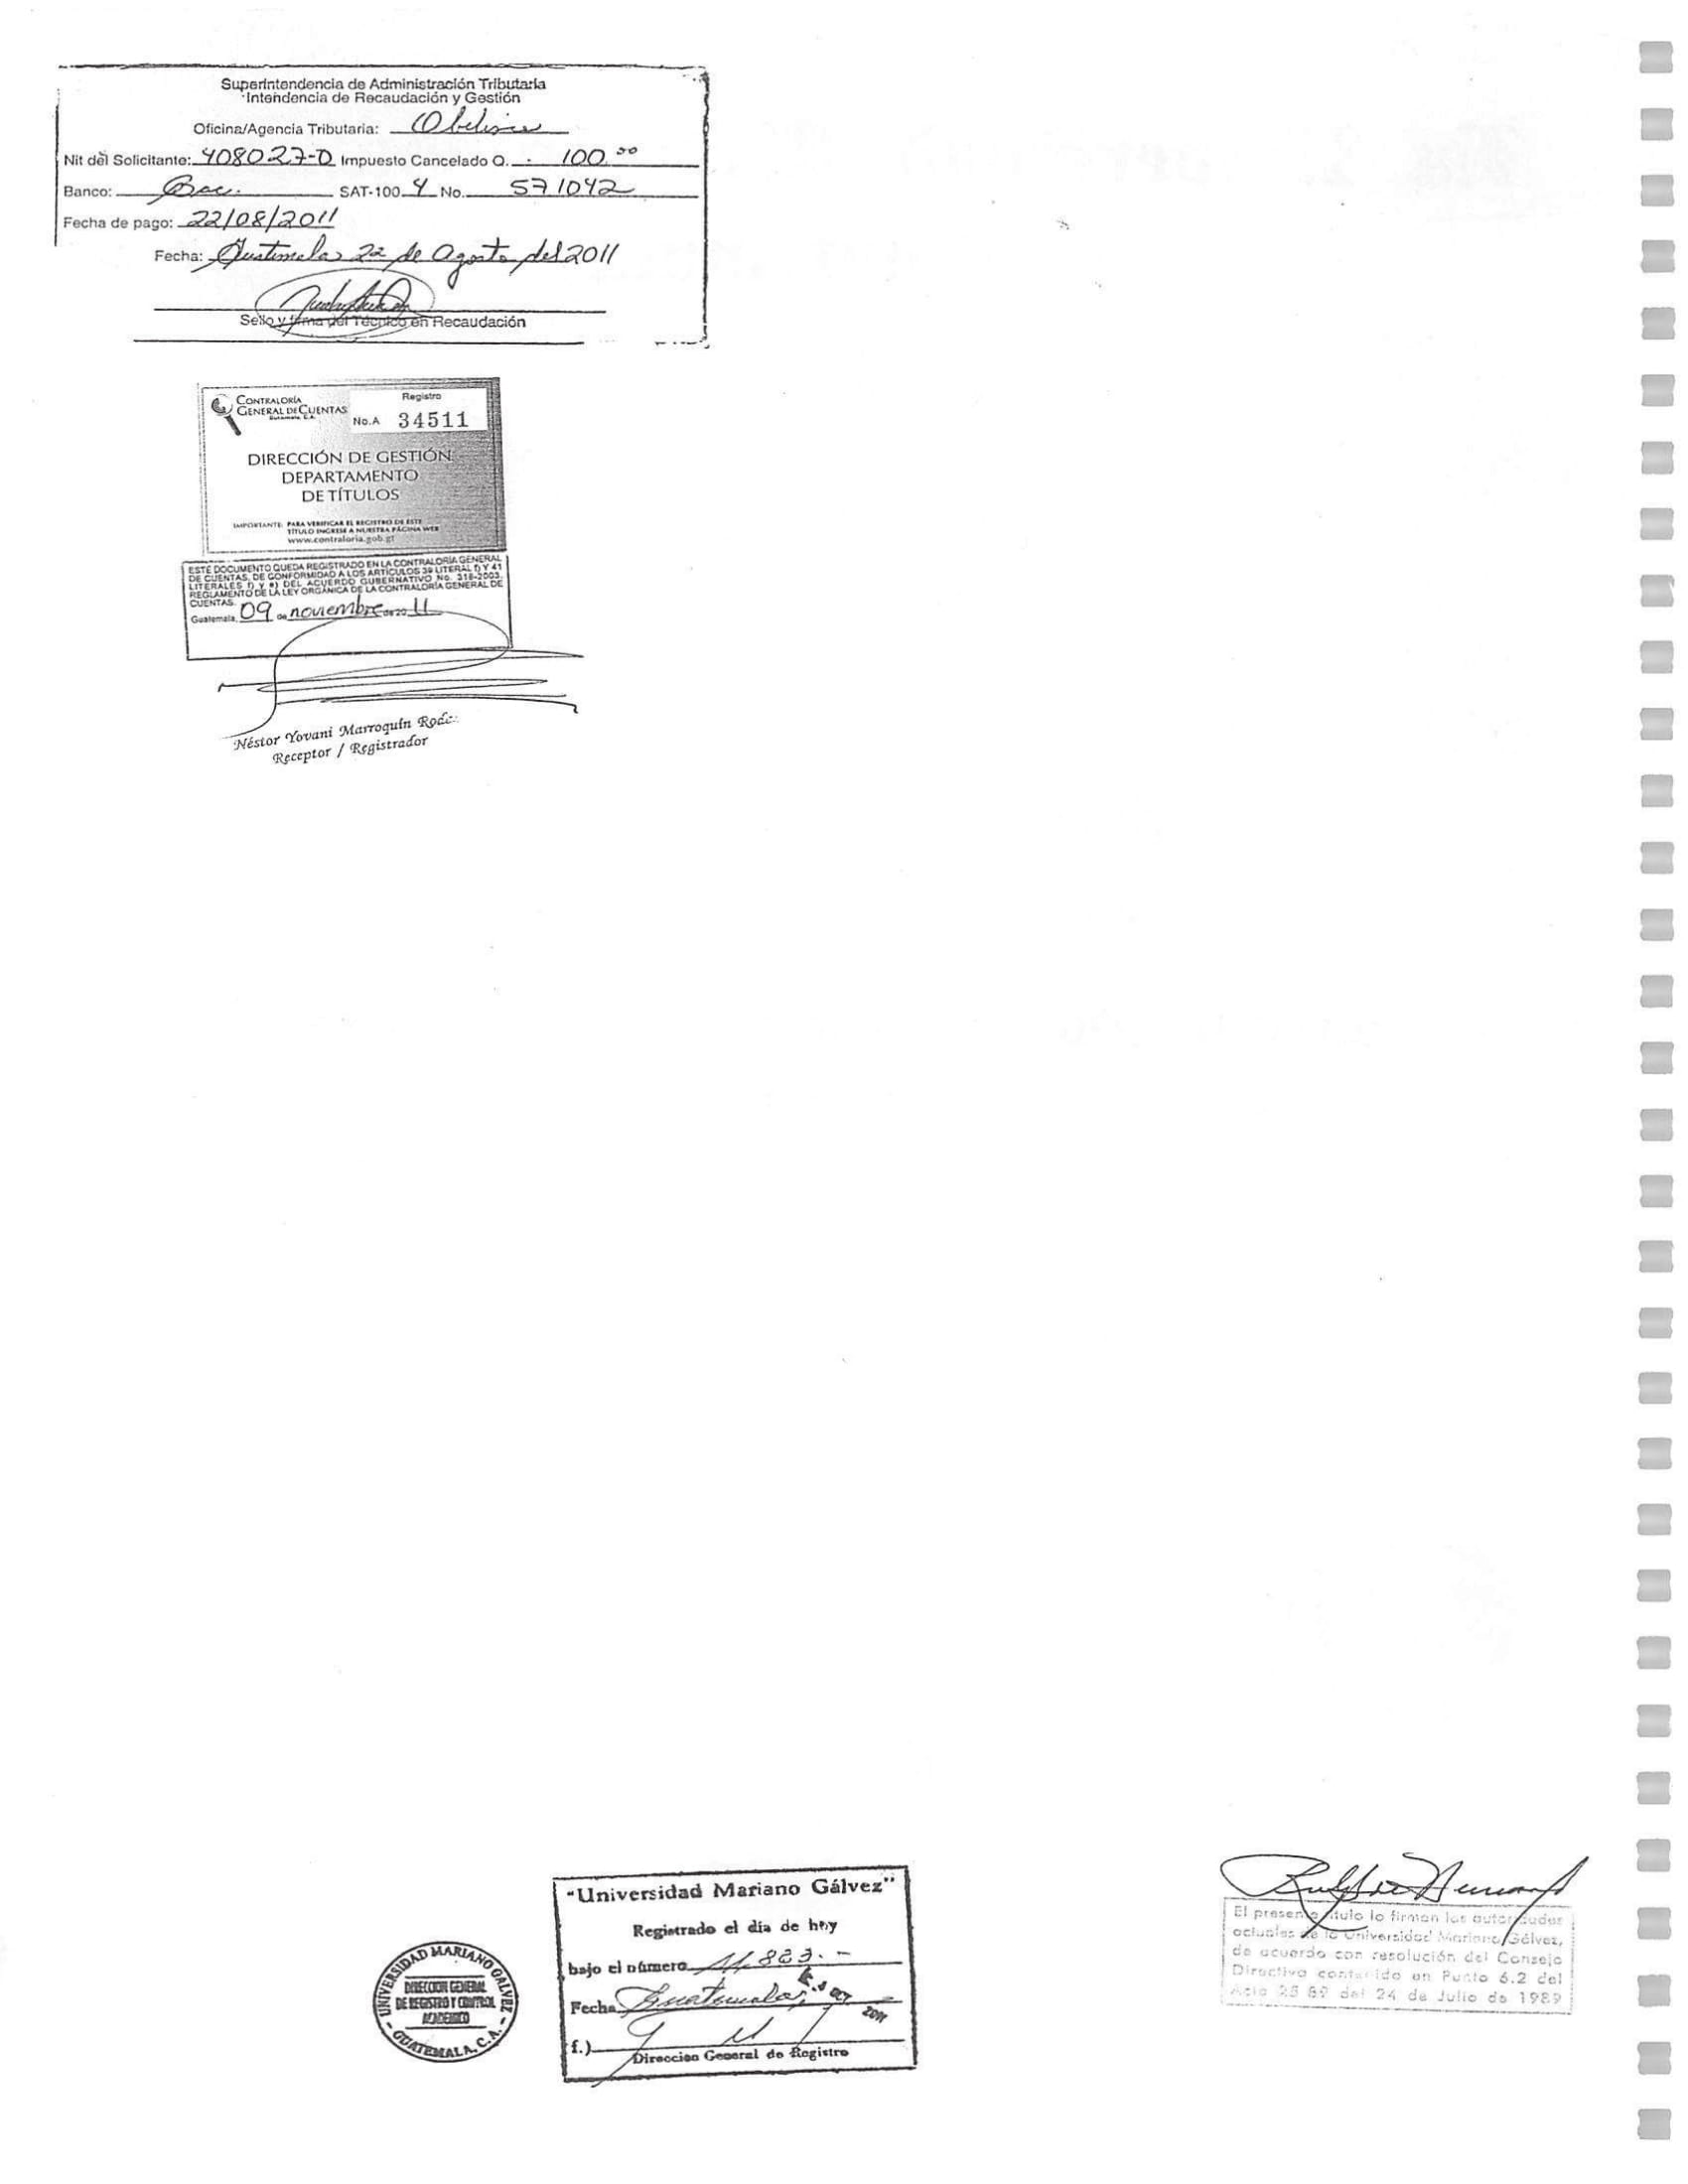 Superintendencia de Administración Tributaria
Intendencia de Recaudación y Gestión
Oficina/Agencia Tributaria: Obelisco
Nit del Solicitante: 408027-D Impuesto Cancelado Q. 100.00
Banco: Bac. SAT-100 4 No. 571042
Fecha de pago: 22/08/2011
Fecha: Guatemala 22 de Agosto del 2011
Sello y firma del Técnico en Recaudación
CONTRALORÍA
GENERAL DE CUENTAS
Guatemala C.A.
Registro
No.A 34511
DIRECCIÓN DE GESTIÓN
DEPARTAMENTO
DE TÍTULOS
IMPORTANTE: PARA VERIFICAR EL REGISTRO DE ESTE
TÍTULO INGRESE A NUESTRA PÁGINA WEB
www.contraloria.gob.gt
ESTE DOCUMENTO QUEDA REGISTRADO EN LA CONTRALORÍA GENERAL
DE CUENTAS, DE CONFORMIDAD A LOS ARTÍCULOS 39 LITERAL f) Y 41
LITERALES f) Y e) DEL ACUERDO GUBERNATIVO No. 318-2003,
REGLAMENTO DE LA LEY ORGÁNICA DE LA CONTRALORÍA GENERAL DE
CUENTAS.
Guatemala, 09 de noviembre de 20 11
Néstor Yovani Marroquín
Receptor / Registrador
UNIVERSIDAD MARIANO GALVEZ
DIRECCION GENERAL
DE REGISTRO Y CONTROL
ACADEMICO
GUATEMALA, C.A.
"Universidad Mariano Gálvez"
Registrado el día de hoy
bajo el número
Fecha Guatemala, OCT 2011
f.)
Direccion General de Registro
El presente título lo firman las autoridades
actuales de la Universidad Mariano Gálvez,
de acuerdo con resolución del Consejo
Directivo contenido en Punto 6.2 del
Acta 25 89 del 24 de Julio de 1989